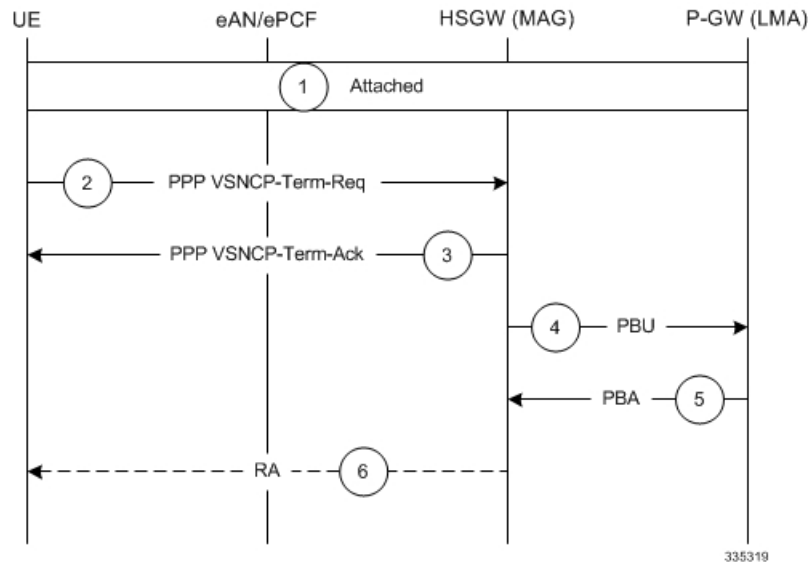 UE eAN/ePCF HSGW (MAG) P-GW (LMA)
1 Attached
2 PPP VSNCP-Term-Req
PPP VSNCP-Term-Ack 3
4 PBU
PBA 5
RA 6
335319